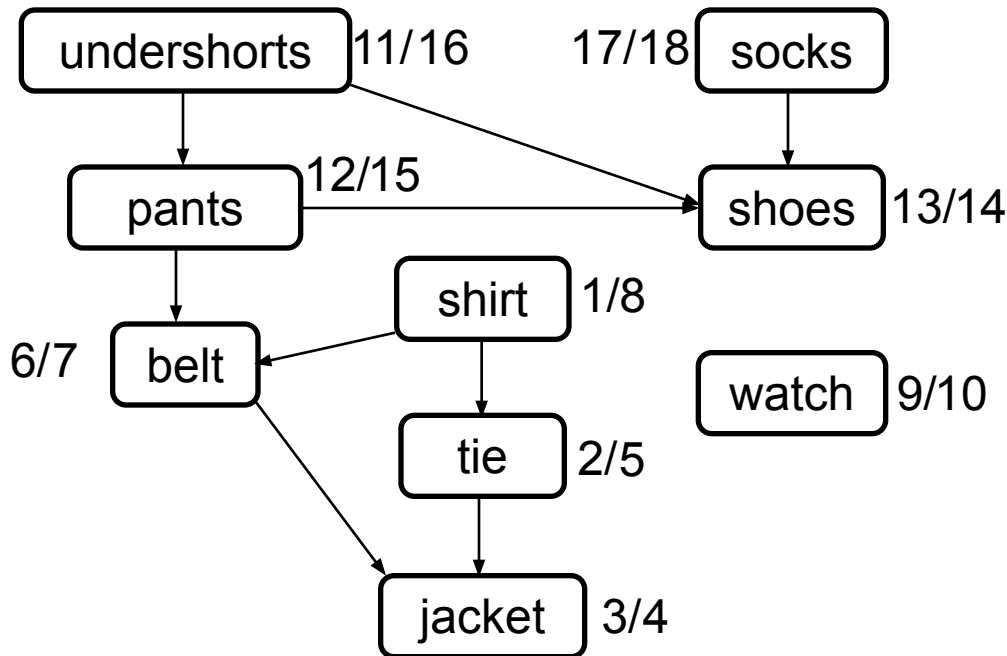 undershorts 11/16 17/18 socks
12/15
pants shoes 13/14
shirt 1/8
6/7 belt
watch 9/10
tie 2/5
jacket 3/4